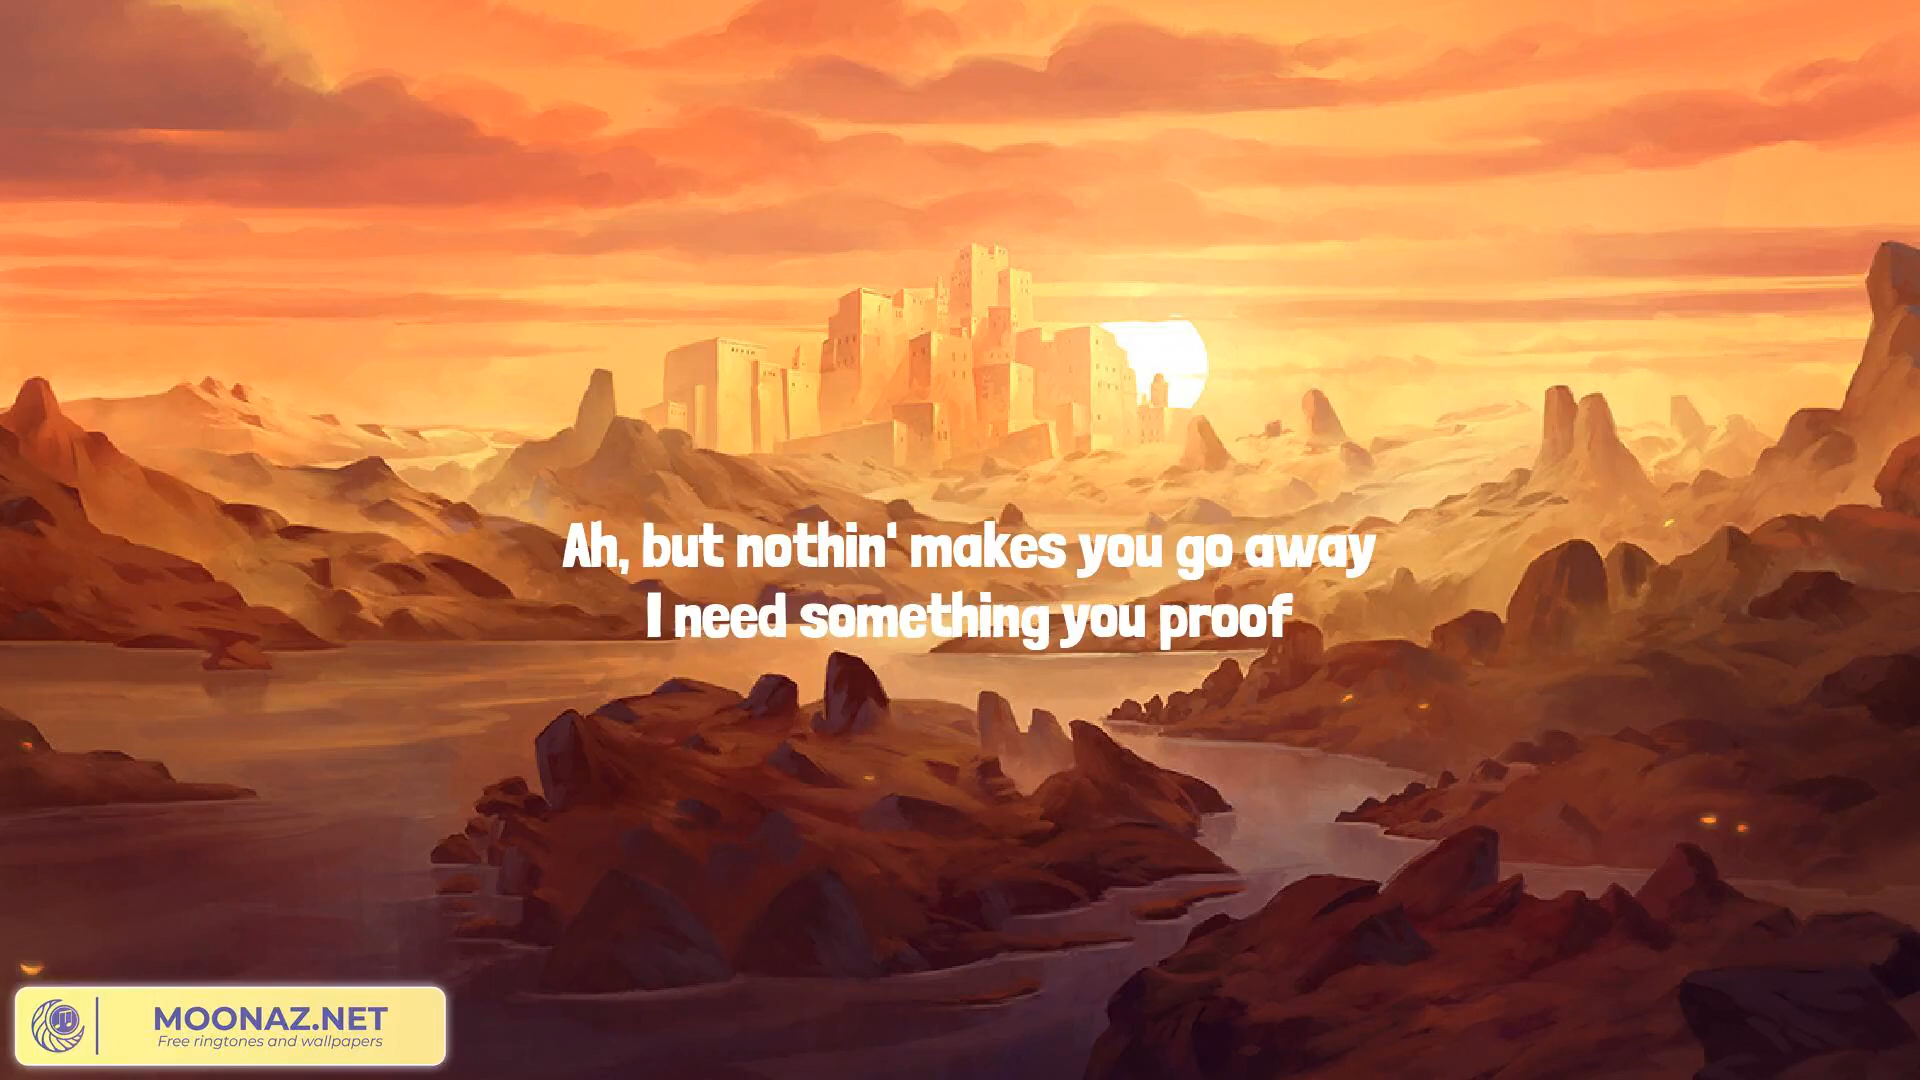 Ah, but nothin' makes you go away
I need something you proof
MOONAZ.NET
Free ringtones and wallpapers